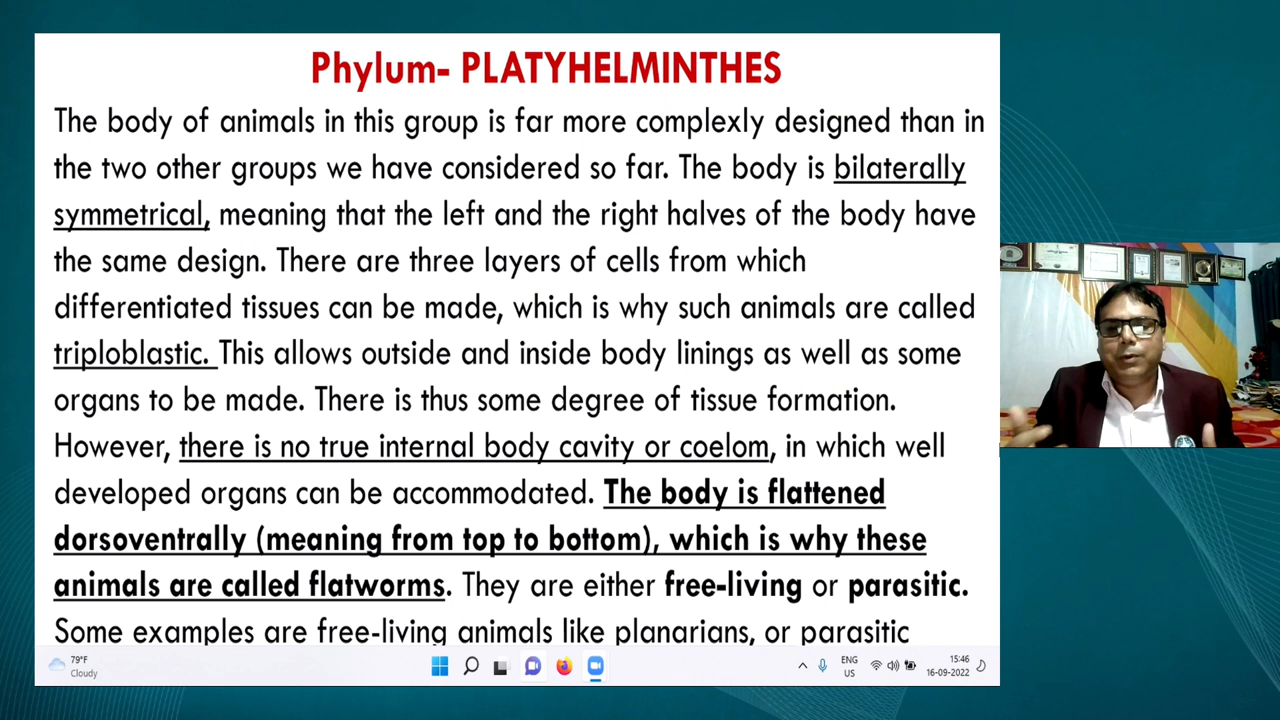 Phylum- PLATYHELMINTHES
The body of animals in this group is far more complexly designed than in
the two other groups we have considered so far. The body is bilaterally
symmetrical, meaning that the left and the right halves of the body have
the same design. There are three layers of cells from which
differentiated tissues can be made, which is why such animals are called
triploblastic. This allows outside and inside body linings as well as some
organs to be made. There is thus some degree of tissue formation.
However, there is no true internal body cavity or coelom, in which well
developed organs can be accommodated. The body is flattened
dorsoventrally (meaning from top to bottom), which is why these
animals are called flatworms. They are either free-living or parasitic.
Some examples are free-living animals like planarians, or parasitic
79°F
Cloudy
ENG
US
15:46
16-09-2022